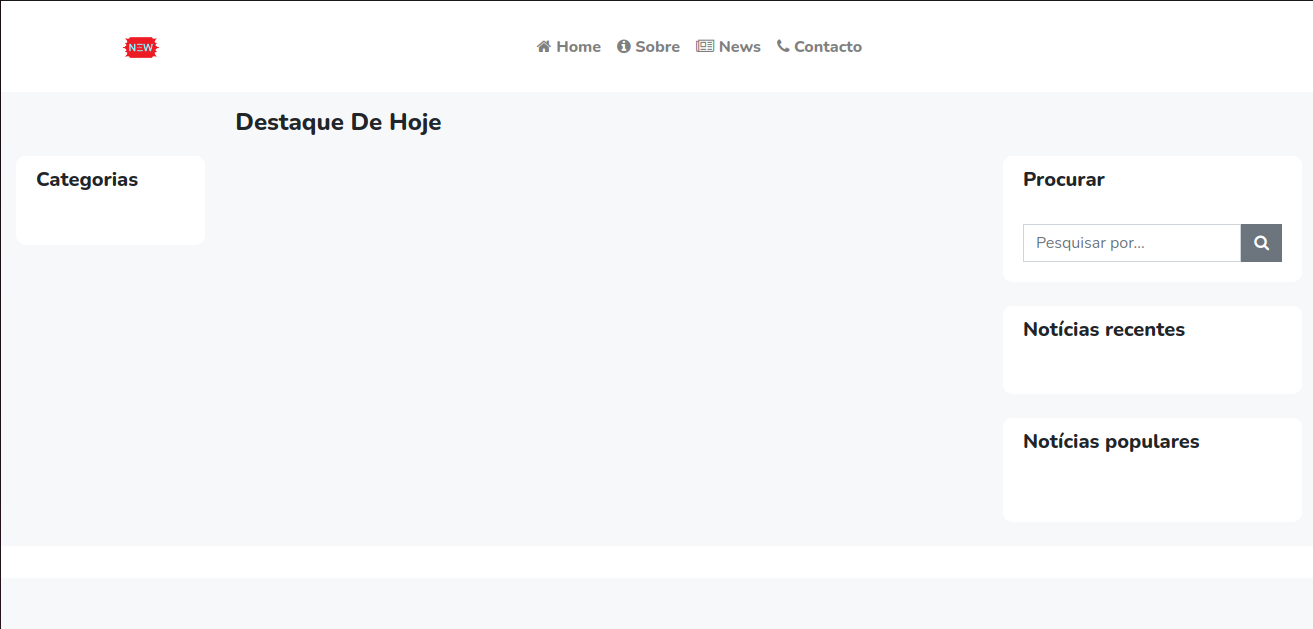 NEW
Home Sobre News Contacto
Destaque De Hoje
Categorias
Procurar
Pesquisar por...
Notícias recentes
Notícias populares